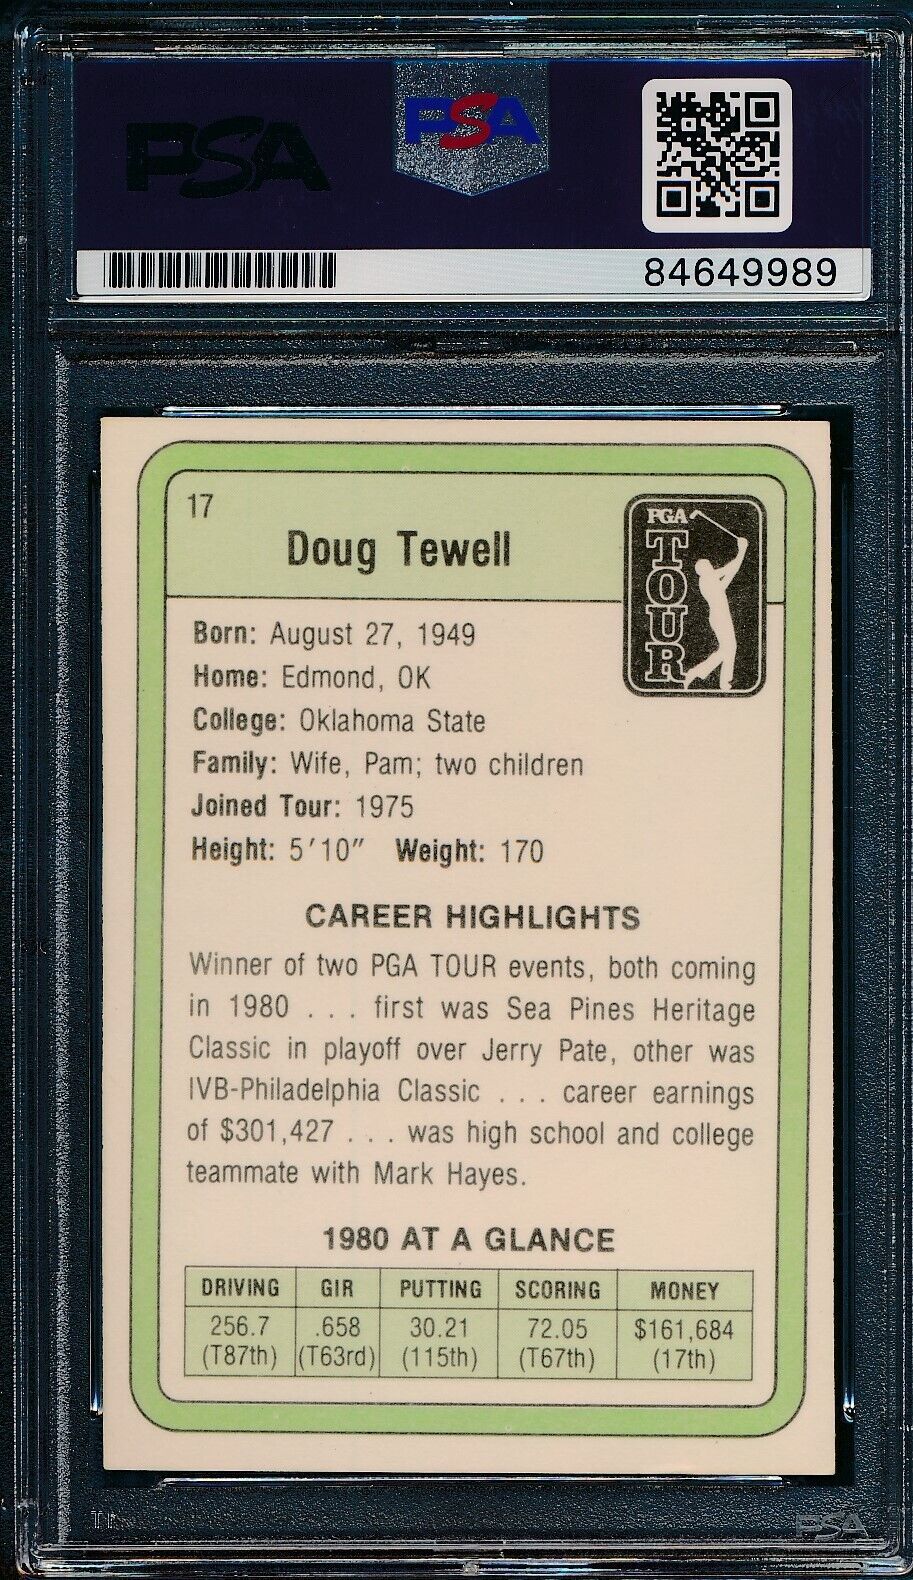 PSA
PSA
84649989
17
Doug Tewell
PGA
TOUR
Born: August 27, 1949
Home: Edmond, OK
College: Oklahoma State
Family: Wife, Pam; two children
Joined Tour: 1975
Height: 5'10" Weight: 170
CAREER HIGHLIGHTS
Winner of two PGA TOUR events, both coming
in 1980 . . . first was Sea Pines Heritage
Classic in playoff over Jerry Pate, other was
IVB-Philadelphia Classic . . . career earnings
of $301,427 . . . was high school and college
teammate with Mark Hayes.
1980 AT A GLANCE
DRIVING GIR PUTTING SCORING MONEY
256.7 .658 30.21 72.05 $161,684
(T87th) (T63rd) (115th) (T67th) (17th)
PSA